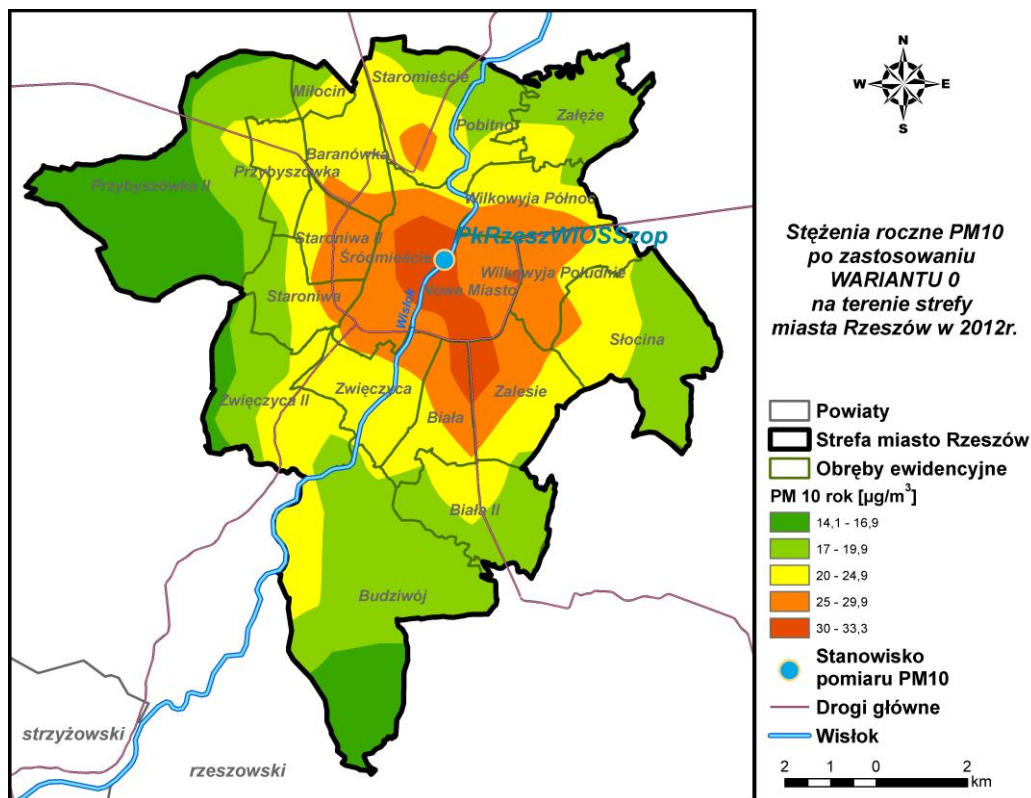 Staromieście
Miłocin
Załęże
Pobitno
Baranówka
Przybyszówka
Przybyszówka II
Wilkowyja Północ
PkRzeszWIOSSzop
Staroniwa II
Śródmieście
Wilkowyja Południe
Nowe Miasto
Staroniwa
Wisłok
Słocina
Zwięczyca
Zalesie
Zwięczyca II
Biała
Biała II
Budziwój
strzyżowski
rzeszowski
N
W
E
S
Stężenia roczne PM10
po zastosowaniu
WARIANTU 0
na terenie strefy
miasta Rzeszów w 2012r.
Powiaty
Strefa miasto Rzeszów
Obręby ewidencyjne
PM 10 rok [µg/m³]
14,1 - 16,9
17 - 19,9
20 - 24,9
25 - 29,9
30 - 33,3
Stanowisko
pomiaru PM10
Drogi główne
Wisłok
2 1 0 2
km